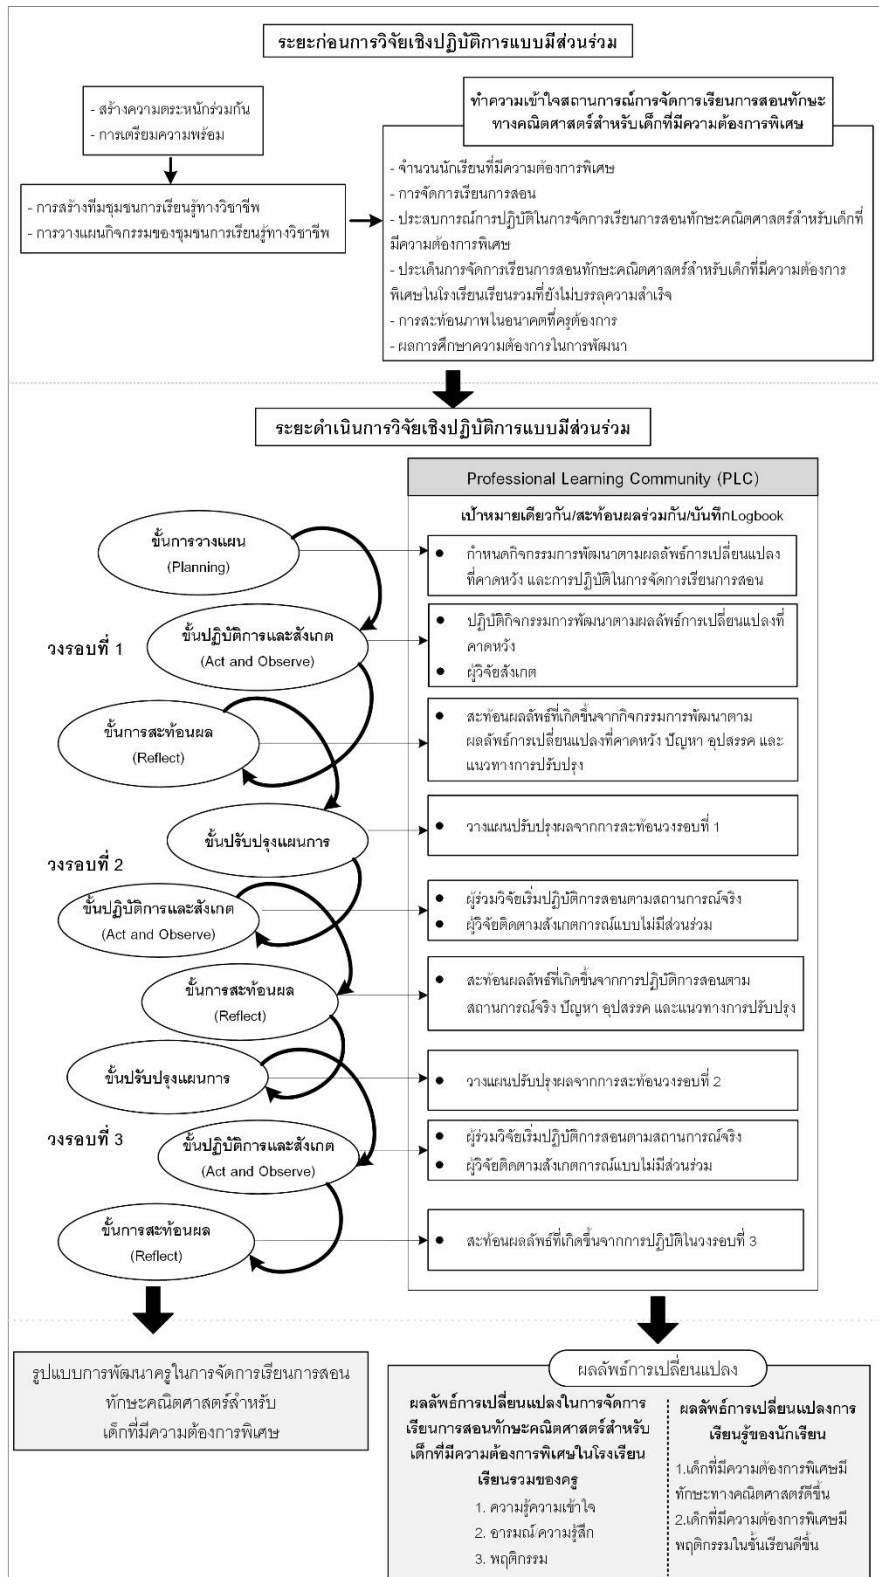 ระยะก่อนการวิจัยเชิงปฏิบัติการแบบมีส่วนร่วม
- สร้างความตระหนักร่วมกัน
- การเตรียมความพร้อม
- การสร้างทีมชุมชนการเรียนรู้ทางวิชาชีพ
- การวางแผนกิจกรรมของชุมชนการเรียนรู้ทางวิชาชีพ
ทำความเข้าใจสถานการณ์การจัดการเรียนการสอนทักษะ
ทางคณิตศาสตร์สำหรับเด็กที่มีความต้องการพิเศษ
- จำนวนนักเรียนที่มีความต้องการพิเศษ
- การจัดการเรียนการสอน
- ประสบการณ์การปฏิบัติในการจัดการเรียนการสอนทักษะคณิตศาสตร์สำหรับเด็กที่
มีความต้องการพิเศษ
- ประเด็นการจัดการเรียนการสอนทักษะคณิตศาสตร์สำหรับเด็กที่มีความต้องการ
พิเศษในโรงเรียนเรียนรวมที่ยังไม่บรรลุความสำเร็จ
- การสะท้อนภาพในอนาคตที่ครูต้องการ
- ผลการศึกษาความต้องการในการพัฒนา
ระยะดำเนินการวิจัยเชิงปฏิบัติการแบบมีส่วนร่วม
Professional Learning Community (PLC)
เป้าหมายเดียวกัน/สะท้อนผลร่วมกัน/บันทึกLogbook
ขั้นการวางแผน
(Planning)
● กำหนดกิจกรรมการพัฒนาตามผลลัพธ์การเปลี่ยนแปลง
ที่คาดหวัง และการปฏิบัติในการจัดการเรียนการสอน
วงรอบที่ 1
ขั้นปฏิบัติการและสังเกต
(Act and Observe)
● ปฏิบัติกิจกรรมการพัฒนาตามผลลัพธ์การเปลี่ยนแปลงที่
คาดหวัง
● ผู้วิจัยสังเกต
ขั้นการสะท้อนผล
(Reflect)
● สะท้อนผลลัพธ์ที่เกิดขึ้นจากกิจกรรมการพัฒนาตาม
ผลลัพธ์การเปลี่ยนแปลงที่คาดหวัง ปัญหา อุปสรรค และ
แนวทางการปรับปรุง
ขั้นปรับปรุงแผนการ
● วางแผนปรับปรุงผลจากการสะท้อนวงรอบที่ 1
วงรอบที่ 2
ขั้นปฏิบัติการและสังเกต
(Act and Observe)
● ผู้ร่วมวิจัยเริ่มปฏิบัติการสอนตามสถานการณ์จริง
● ผู้วิจัยติดตามสังเกตการณ์แบบไม่มีส่วนร่วม
ขั้นการสะท้อนผล
(Reflect)
● สะท้อนผลลัพธ์ที่เกิดขึ้นจากการปฏิบัติการสอนตาม
สถานการณ์จริง ปัญหา อุปสรรค และแนวทางการปรับปรุง
ขั้นปรับปรุงแผนการ
● วางแผนปรับปรุงผลจากการสะท้อนวงรอบที่ 2
วงรอบที่ 3
ขั้นปฏิบัติการและสังเกต
(Act and Observe)
● ผู้ร่วมวิจัยเริ่มปฏิบัติการสอนตามสถานการณ์จริง
● ผู้วิจัยติดตามสังเกตการณ์แบบไม่มีส่วนร่วม
ขั้นการสะท้อนผล
(Reflect)
● สะท้อนผลลัพธ์ที่เกิดขึ้นจากการปฏิบัติในวงรอบที่ 3
รูปแบบการพัฒนาครูในการจัดการเรียนการสอน
ทักษะคณิตศาสตร์สำหรับ
เด็กที่มีความต้องการพิเศษ
ผลลัพธ์การเปลี่ยนแปลง
ผลลัพธ์การเปลี่ยนแปลงในการจัดการ
เรียนการสอนทักษะคณิตศาสตร์สำหรับ
เด็กที่มีความต้องการพิเศษในโรงเรียน
เรียนรวมของครู
1. ความรู้ความเข้าใจ
2. อารมณ์/ความรู้สึก
3. พฤติกรรม
ผลลัพธ์การเปลี่ยนแปลงการ
เรียนรู้ของนักเรียน
1.เด็กที่มีความต้องการพิเศษมี
ทักษะทางคณิตศาสตร์ดีขึ้น
2.เด็กที่มีความต้องการพิเศษมี
พฤติกรรมในชั้นเรียนดีขึ้น